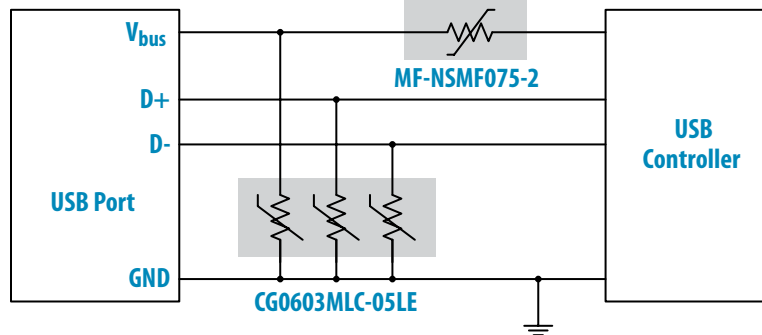 Vbus
MF-NSMF075-2
D+
D-
USB
Controller
USB Port
GND
CG0603MLC-05LE